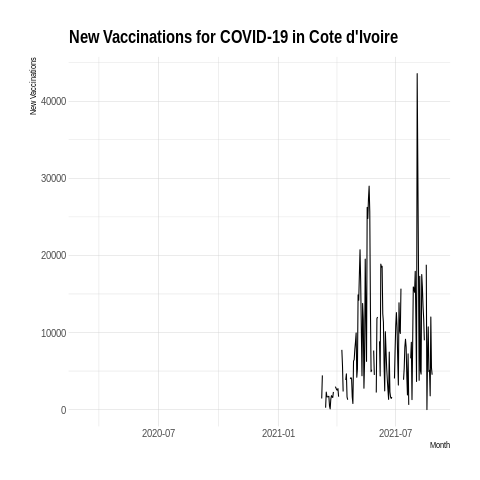 New Vaccinations for COVID-19 in Cote d'Ivoire
New Vaccinations
40000
30000
20000
10000
0
2020-07
2021-01
2021-07
Month